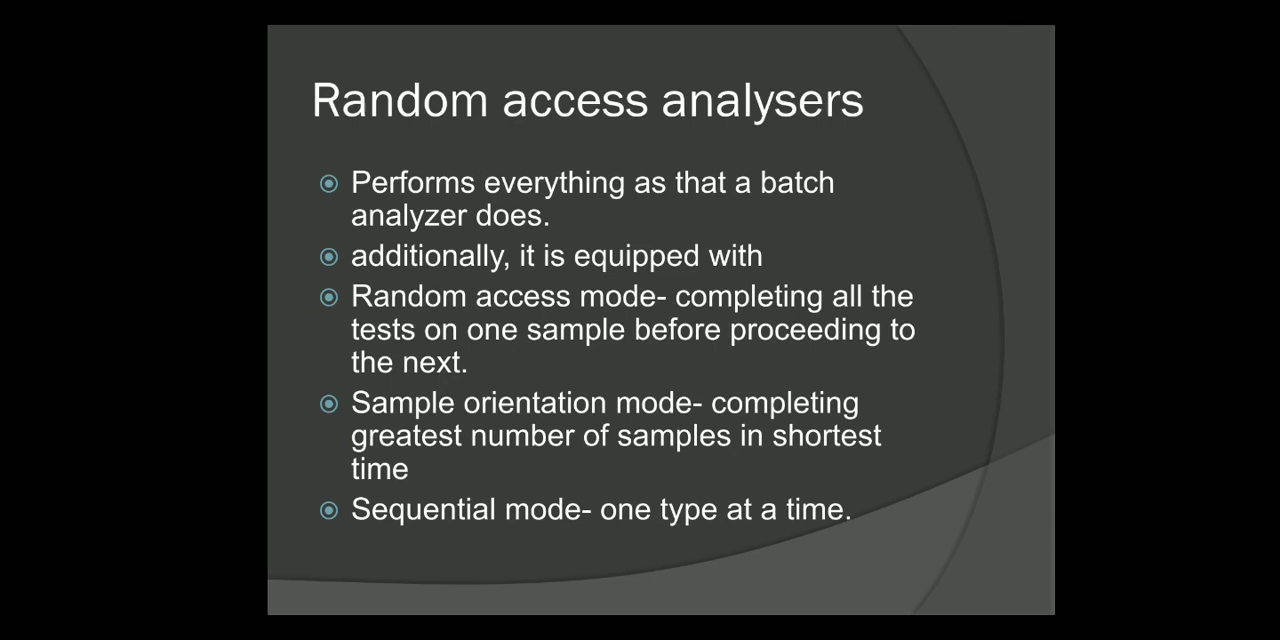 Random access analysers
Performs everything as that a batch
analyzer does.
additionally, it is equipped with
Random access mode- completing all the
tests on one sample before proceeding to
the next.
Sample orientation mode- completing
greatest number of samples in shortest
time
Sequential mode- one type at a time.